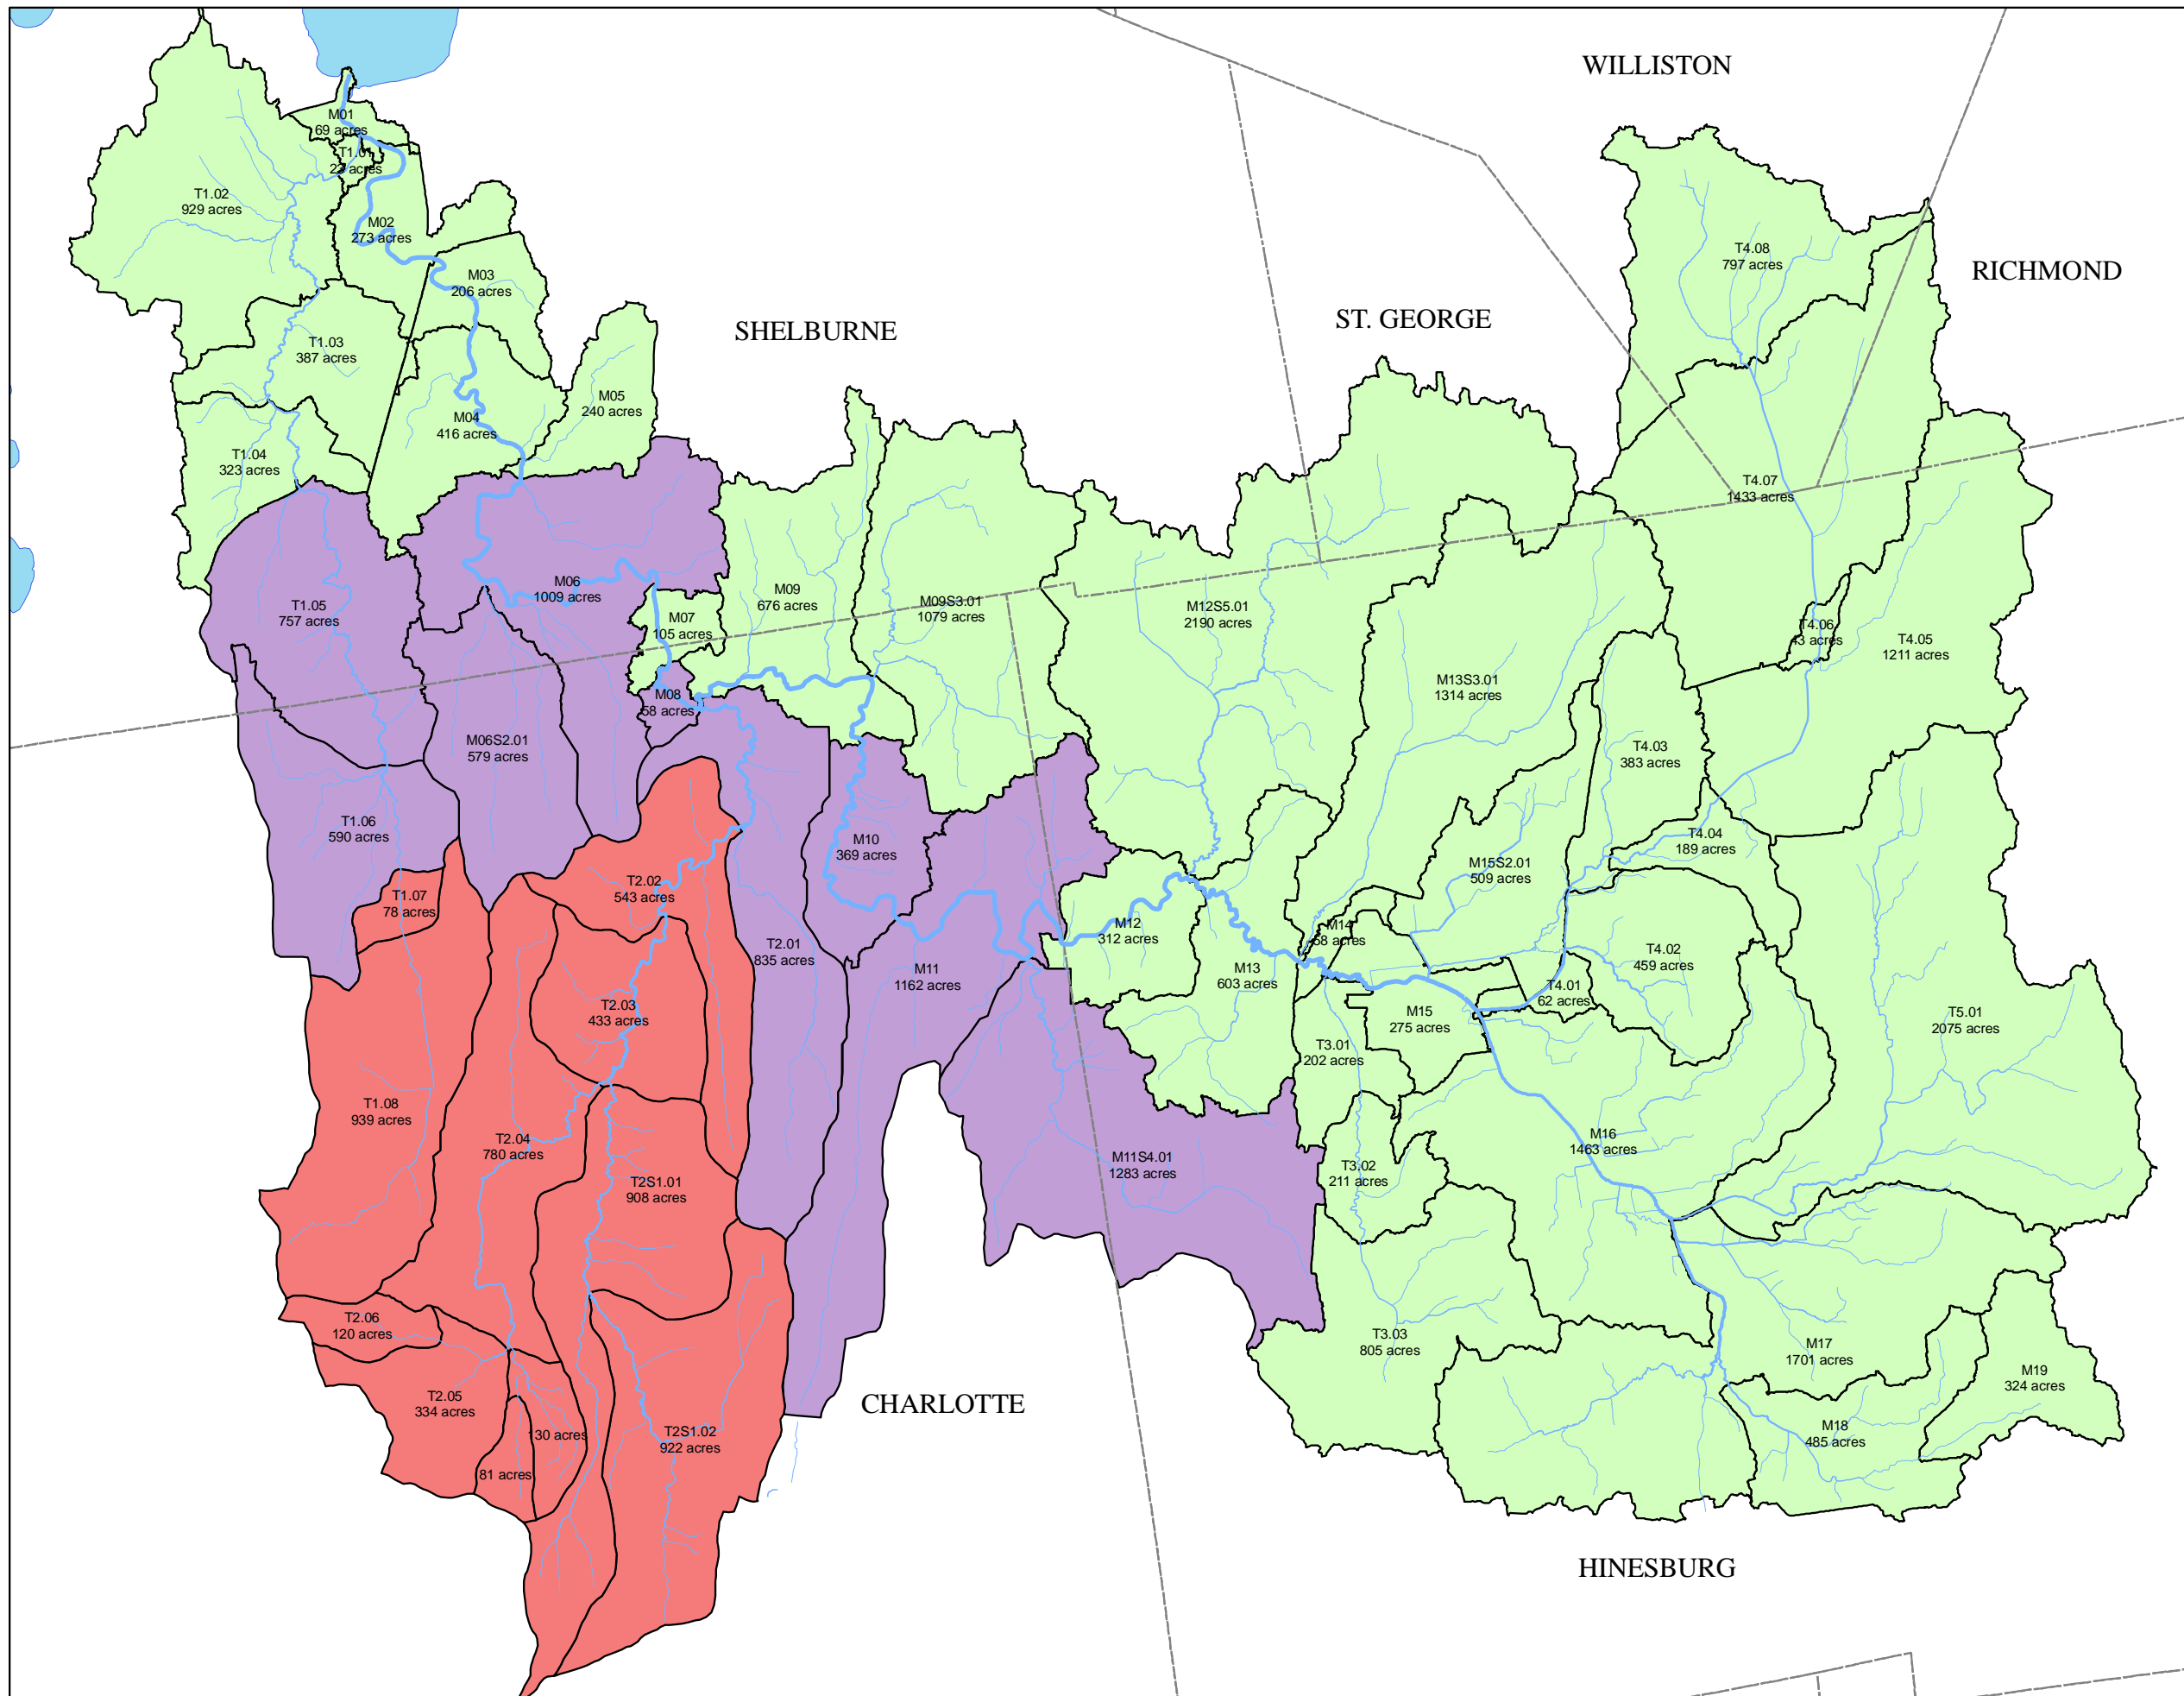 WILLISTON
M01
69 acres
T1.0
T1.02
929 acres
M02
273 acres
T4.08
797 acres
RICHMOND
M03
206 acres
SHELBURNE
ST. GEORGE
T1.03
387 acres
M05
240 acres
M04
416 acres
T1.04
323 acres
T4.07
1433 acres
M06
1009 acres
M09
676 acres
M09S3.01
1079 acres
M12S5.01
2190 acres
T1.05
757 acres
M07
105 acres
T4.06
43 acres
T4.05
1211 acres
M08
58 acres
M13S3.01
1314 acres
M06S2.01
579 acres
T4.03
383 acres
T1.06
590 acres
M10
369 acres
T4.04
189 acres
M15S2.01
509 acres
T2.02
543 acres
T1.07
78 acres
M12
312 acres
M14
58 acres
T2.01
835 acres
T4.02
459 acres
M11
1162 acres
M13
603 acres
T4.01
62 acres
T2.03
433 acres
M15
275 acres
T5.01
2075 acres
T3.01
202 acres
T1.08
939 acres
T2.04
780 acres
M16
1463 acres
M11S4.01
1283 acres
T3.02
211 acres
T2S1.01
908 acres
T2.06
120 acres
T3.03
805 acres
M17
1701 acres
M19
324 acres
T2.05
334 acres
CHARLOTTE
T2S1.02
922 acres
M18
485 acres
130 acres
81 acres
HINESBURG